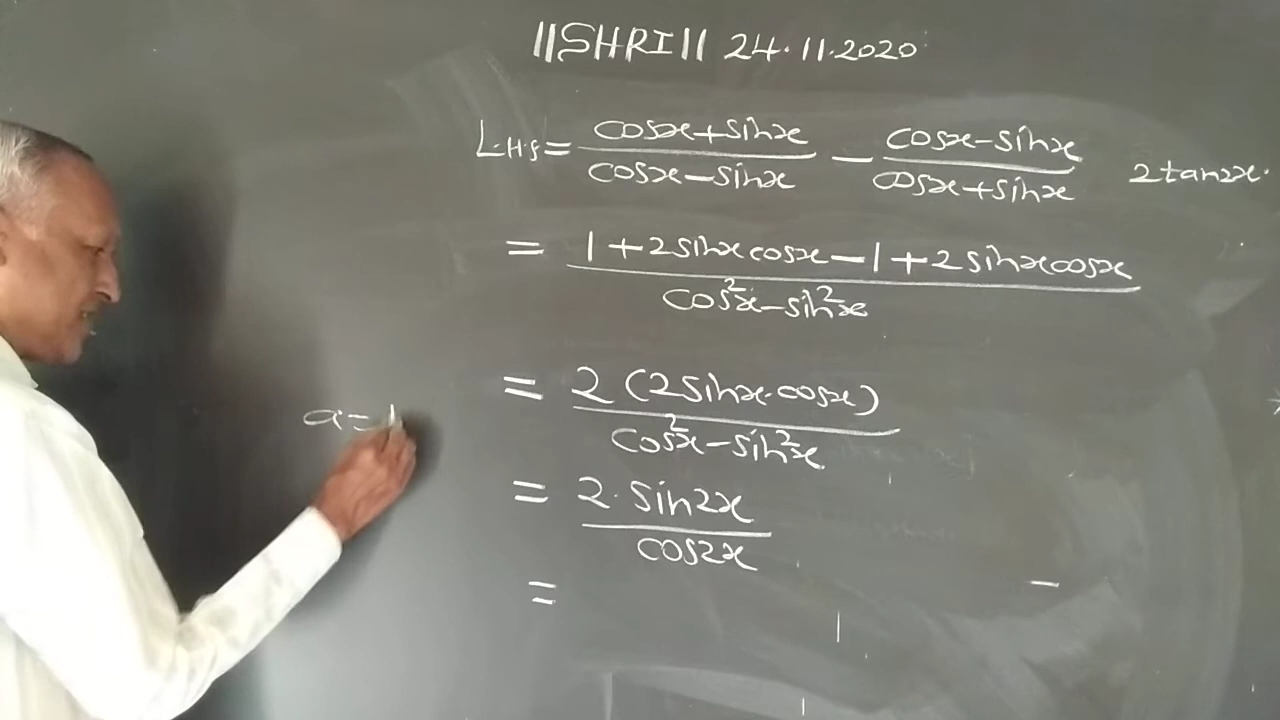 ||SHRI|| 24.11.2020
L.H.S = (cosx+sinx)/(cosx-sinx) - (cosx-sinx)/(cosx+sinx) 2tan2x.
= (1+2sinxcosx-1+2sinxcosx)/(cos²x-sin²x)
= 2(2sinx.cosx)/(cos²x-sin²x)
a=1
= 2.sin2x/cos2x
=